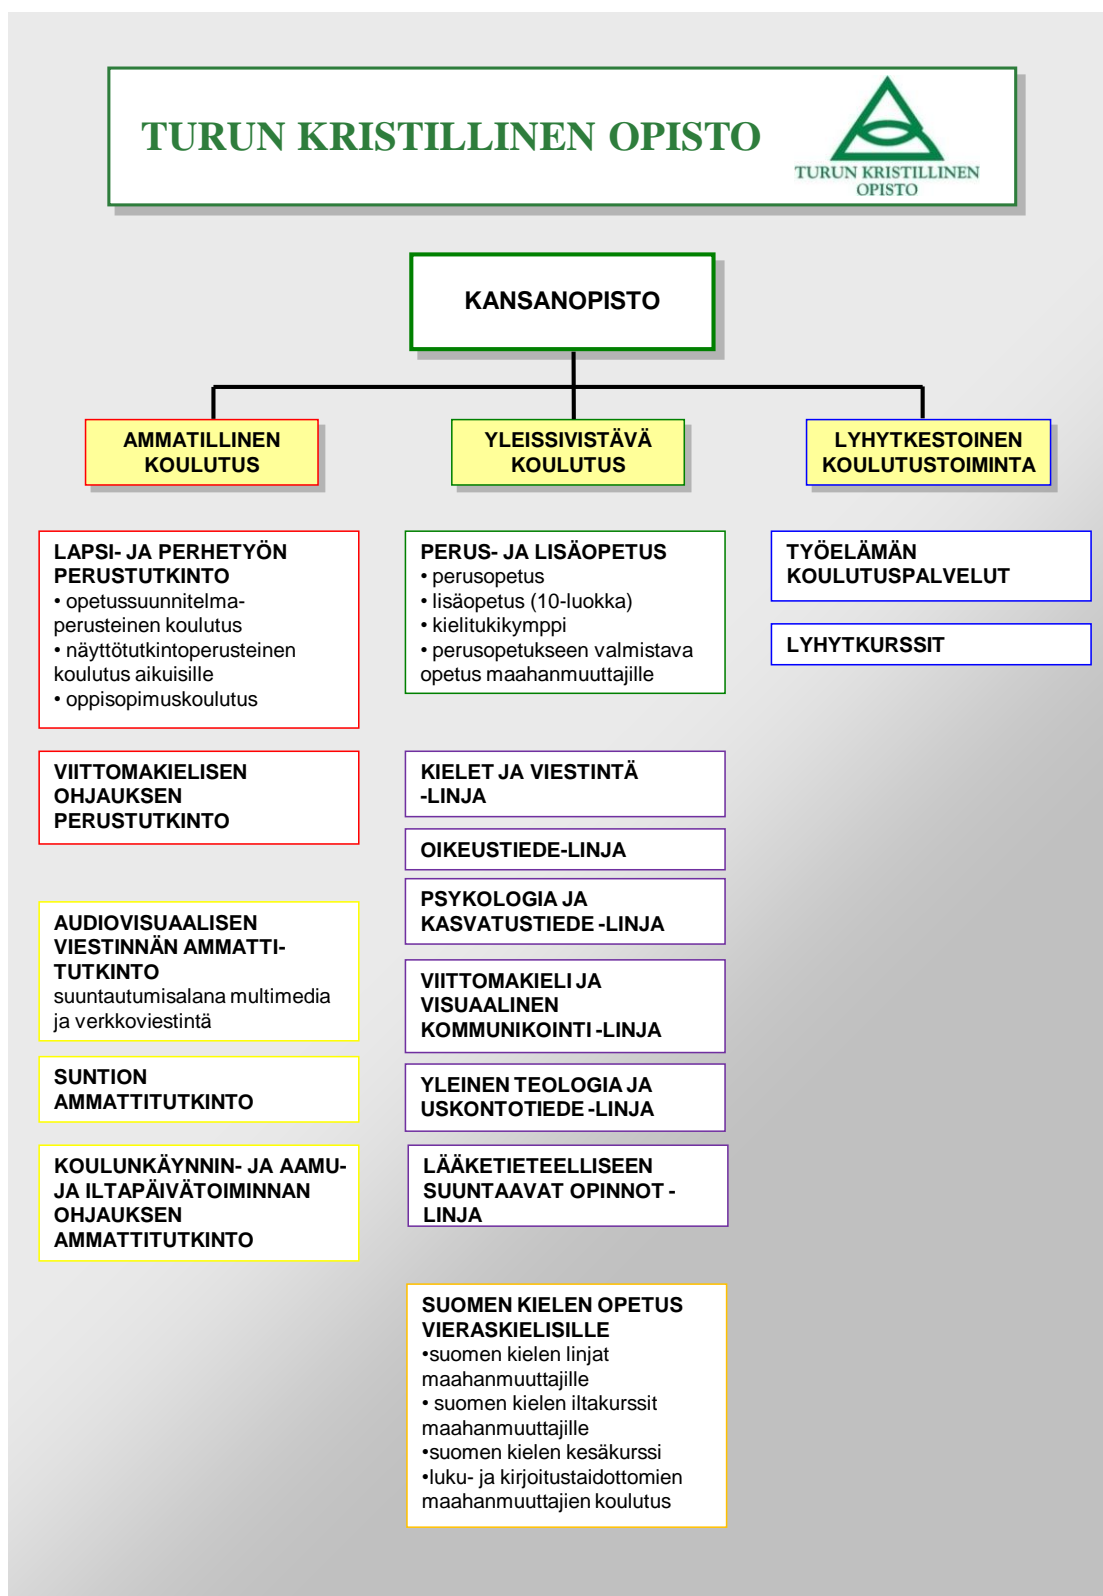 TURUN KRISTILLINEN OPISTO
TURUN KRISTILLINEN
OPISTO
KANSANOPISTO
AMMATILLINEN
KOULUTUS
YLEISSIVISTÄVÄ
KOULUTUS
LYHYTKESTOINEN
KOULUTUSTOIMINTA
LAPSI- JA PERHETYÖN
PERUSTUTKINTO
• opetussuunnitelma-
perusteinen koulutus
• näyttötutkintoperusteinen
koulutus aikuisille
• oppisopimuskoulutus
VIITTOMAKIELISEN
OHJAUKSEN
PERUSTUTKINTO
AUDIOVISUAALISEN
VIESTINNÄN AMMATTI-
TUTKINTO
suuntautumisalana multimedia
ja verkkoviestintä
SUNTION
AMMATTITUTKINTO
KOULUNKÄYNNIN- JA AAMU-
JA ILTAPÄIVÄTOIMINNAN
OHJAUKSEN
AMMATTITUTKINTO
PERUS- JA LISÄOPETUS
• perusopetus
• lisäopetus (10-luokka)
• kielitukikymppi
• perusopetukseen valmistava
opetus maahanmuuttajille
KIELET JA VIESTINTÄ
-LINJA
OIKEUSTIEDE-LINJA
PSYKOLOGIA JA
KASVATUSTIEDE -LINJA
VIITTOMAKIELI JA
VISUAALINEN
KOMMUNIKOINTI -LINJA
YLEINEN TEOLOGIA JA
USKONTOTIEDE -LINJA
LÄÄKETIETEELLISEEN
SUUNTAAVAT OPINNOT -
LINJA
SUOMEN KIELEN OPETUS
VIERASKIELISILLE
•suomen kielen linjat
maahanmuuttajille
• suomen kielen iltakurssit
maahanmuuttajille
•suomen kielen kesäkurssi
•luku- ja kirjoitustaidottomien
maahanmuuttajien koulutus
TYÖELÄMÄN
KOULUTUSPALVELUT
LYHYTKURSSIT